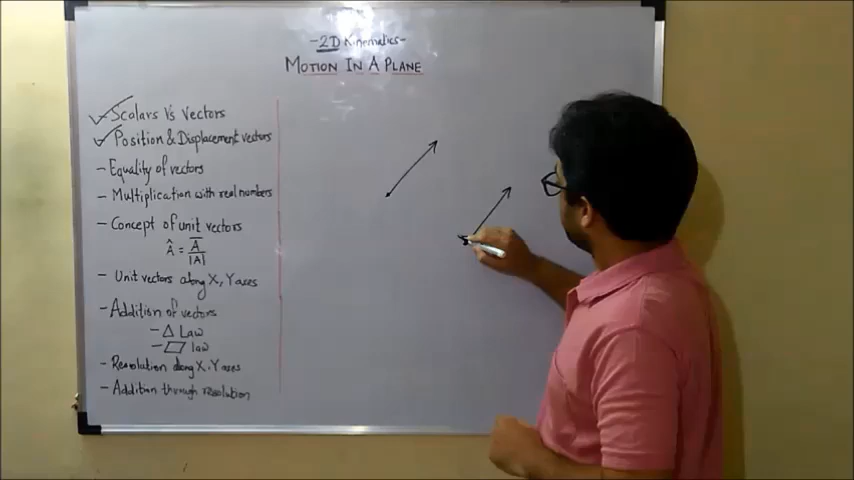 -2D Kinematics-
MOTION IN A PLANE
Scalars V's Vectors
Position & Displacement vectors
- Equality of vectors
- Multiplication with real numbers
- Concept of unit vectors
Â = A̅ / |A|
- Unit vectors along X, Y axes
- Addition of vectors
- △ Law
- ▱ law
- Resolution along X, Y axes
- Addition through resolution